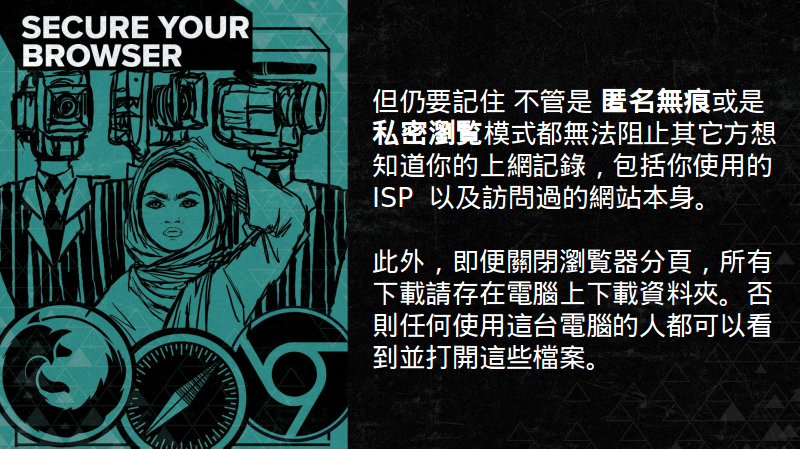 SECURE YOUR
BROWSER
但仍要記住 不管是 匿名無痕或是
私密瀏覽模式都無法阻止其它方想
知道你的上網記錄，包括你使用的
ISP 以及訪問過的網站本身。
此外，即便關閉瀏覽器分頁，所有
下載請存在電腦上下載資料夾。否
則任何使用這台電腦的人都可以看
到並打開這些檔案。